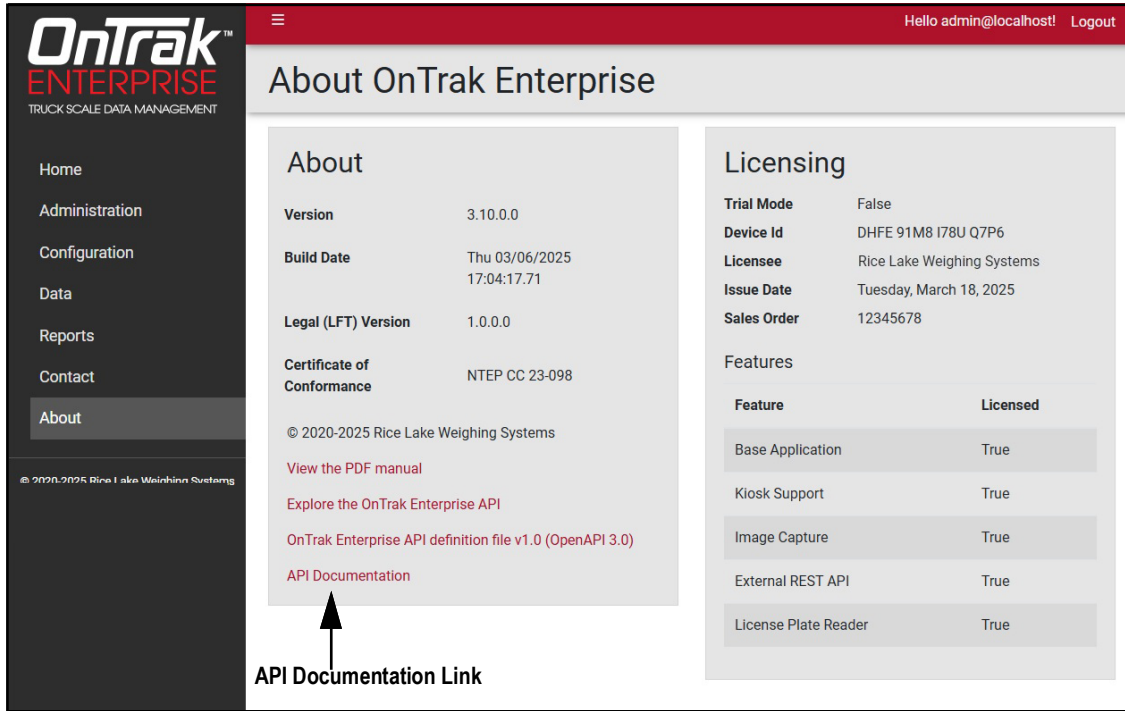 OnTrak™
ENTERPRISE
TRUCK SCALE DATA MANAGEMENT
Home
Administration
Configuration
Data
Reports
Contact
About
© 2020-2025 Rice Lake Weighing Systems
Hello admin@localhost! Logout
About OnTrak Enterprise
About
Version 3.10.0.0
Build Date Thu 03/06/2025
17:04:17.71
Legal (LFT) Version 1.0.0.0
Certificate of
Conformance NTEP CC 23-098
© 2020-2025 Rice Lake Weighing Systems
View the PDF manual
Explore the OnTrak Enterprise API
OnTrak Enterprise API definition file v1.0 (OpenAPI 3.0)
API Documentation
API Documentation Link
Licensing
Trial Mode False
Device Id DHFE 91M8 I78U Q7P6
Licensee Rice Lake Weighing Systems
Issue Date Tuesday, March 18, 2025
Sales Order 12345678
Features
Feature Licensed
Base Application True
Kiosk Support True
Image Capture True
External REST API True
License Plate Reader True